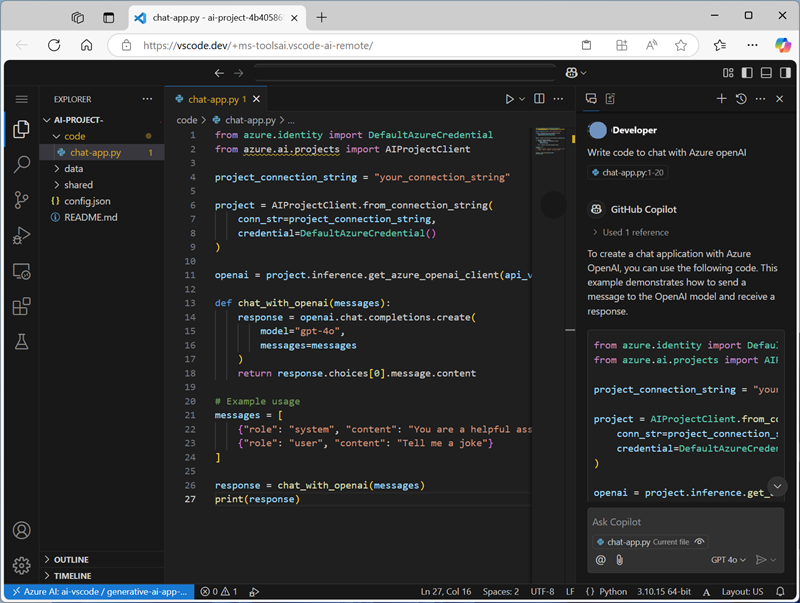 chat-app.py - ai-project-4b40586
https://vscode.dev/+ms-toolsai.vscode-ai-remote/
EXPLORER
AI-PROJECT-
code
chat-app.py 1
data
shared
{} config.json
README.md
OUTLINE
TIMELINE
chat-app.py 1
code > chat-app.py > ...
1 from azure.identity import DefaultAzureCredential
2 from azure.ai.projects import AIProjectClient
3
4 project_connection_string = "your_connection_string"
5
6 project = AIProjectClient.from_connection_string(
7 conn_str=project_connection_string,
8 credential=DefaultAzureCredential()
9 )
10
11 openai = project.inference.get_azure_openai_client(api_v
12
13 def chat_with_openai(messages):
14 response = openai.chat.completions.create(
15 model="gpt-4o",
16 messages=messages
17 )
18 return response.choices[0].message.content
19
20 # Example usage
21 messages = [
22 {"role": "system", "content": "You are a helpful ass
23 {"role": "user", "content": "Tell me a joke"}
24 ]
25
26 response = chat_with_openai(messages)
27 print(response)
Developer
Write code to chat with Azure openAI
chat-app.py:1-20
GitHub Copilot
Used 1 reference
To create a chat application with Azure
OpenAI, you can use the following code. This
example demonstrates how to send a
message to the OpenAI model and receive a
response.
from azure.identity import Defau
from azure.ai.projects import AIP
project_connection_string = "your
project = AIProjectClient.from_co
conn_str=project_connection_s
credential=DefaultAzureCreden
)
openai = project.inference.get_
Ask Copilot
chat-app.py Current file
@ GPT 4o
Azure AI: ai-vscode / generative-ai-app-... 0 1 Ln 27, Col 16 Spaces: 2 UTF-8 LF {} Python 3.10.15 64-bit Layout: US